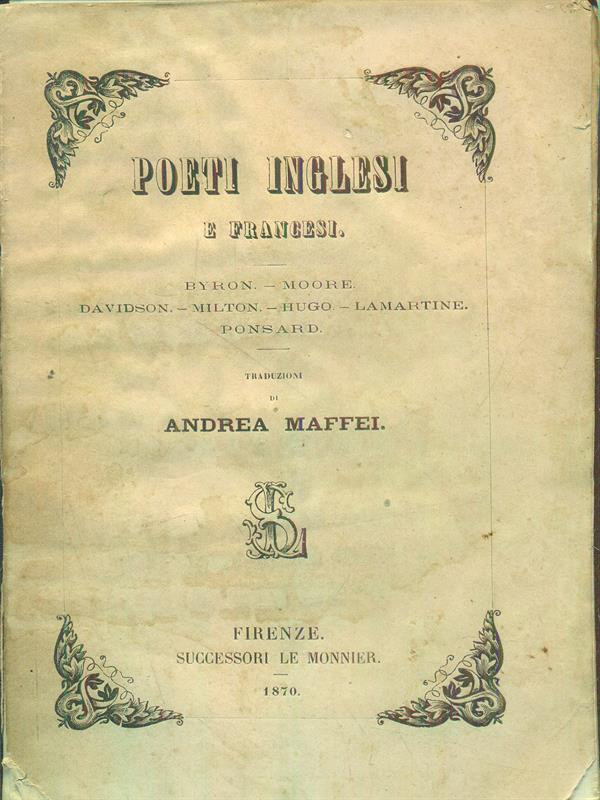 POETI INGLESI
E FRANCESI.
BYRON. – MOORE.
DAVIDSON. – MILTON. – HUGO. – LAMARTINE.
PONSARD.
TRADUZIONI
DI
ANDREA MAFFEI.
FIRENZE.
SUCCESSORI LE MONNIER.
1870.